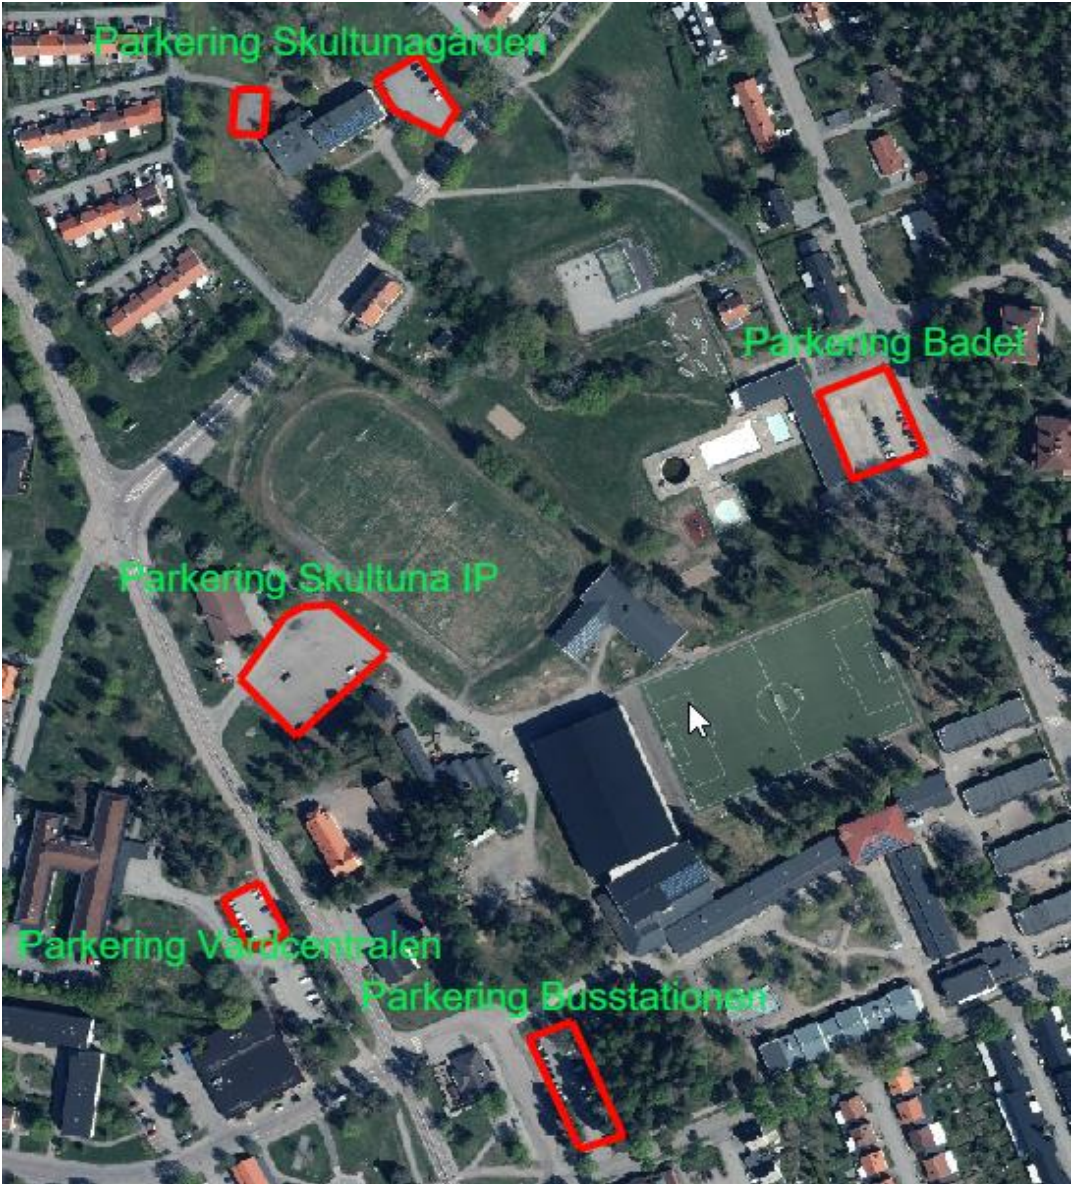 Parkering Skultunagården
Parkering Badet
Parkering Skultuna IP
Parkering Vårdcentralen
Parkering Busstationen